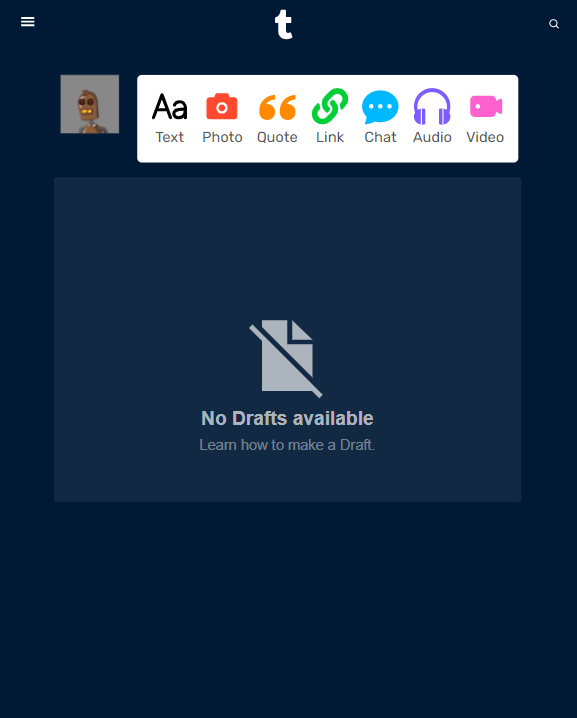 t
Aa
Text Photo Quote Link Chat Audio Video
No Drafts available
Learn how to make a Draft.